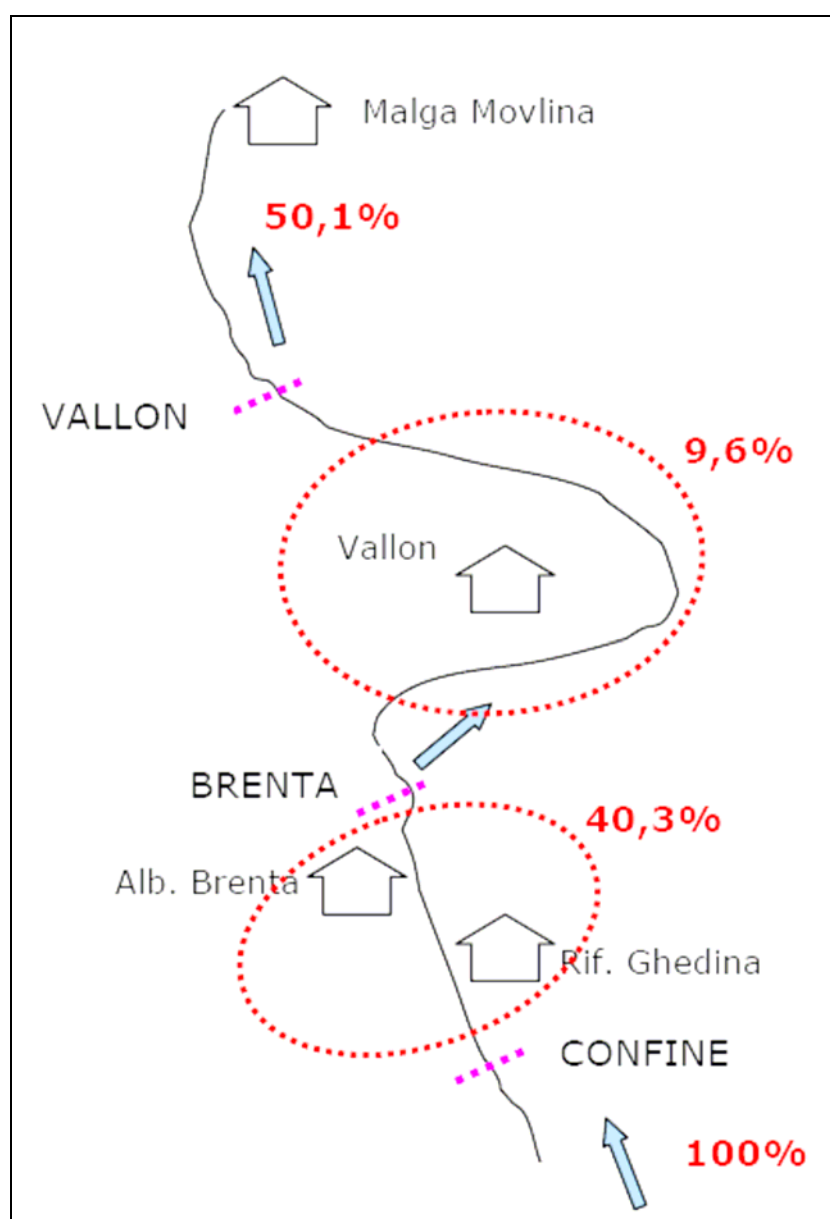 Malga Movlina
50,1%
VALLON
9,6%
Vallon
BRENTA
40,3%
Alb. Brenta
Rif. Ghedina
CONFINE
100%